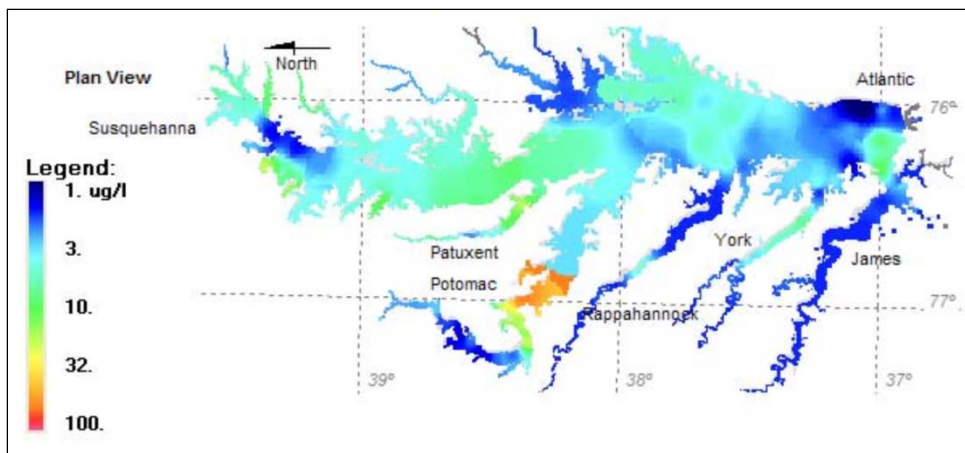 North
Plan View
Atlantic
76°
Susquehanna
Legend:
1. ug/l
3.
10.
32.
100.
Patuxent
Potomac
York
James
Rappahannock
77°
39°
38°
37°